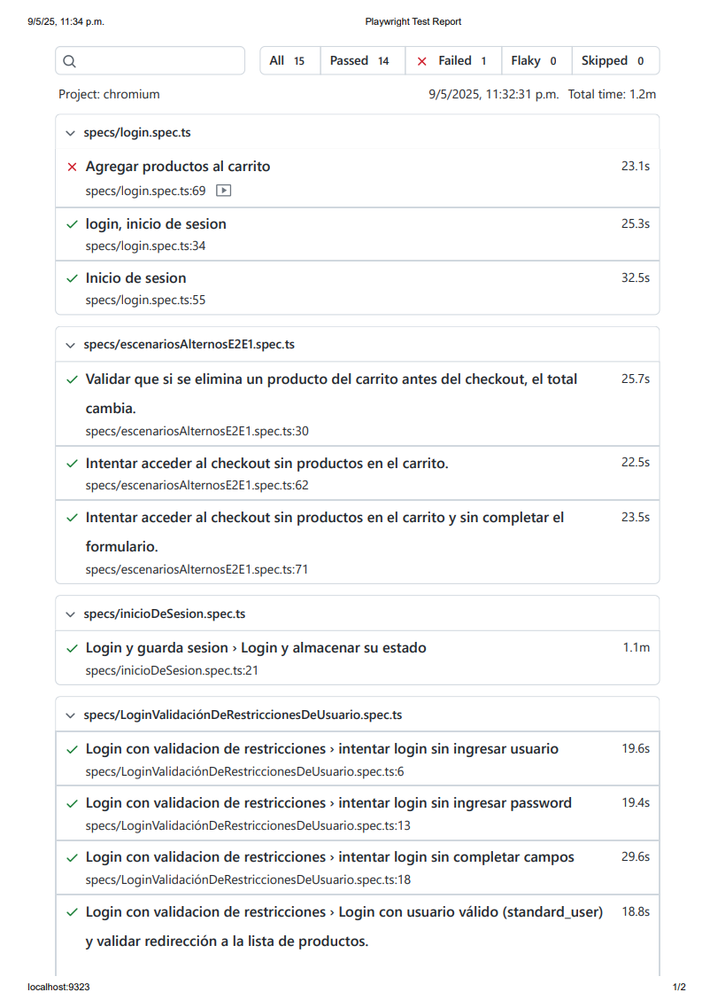 9/5/25, 11:34 p.m. Playwright Test Report
All 15 Passed 14 Failed 1 Flaky 0 Skipped 0
Project: chromium 9/5/2025, 11:32:31 p.m. Total time: 1.2m
specs/login.spec.ts
Agregar productos al carrito 23.1s
specs/login.spec.ts:69
login, inicio de sesion 25.3s
specs/login.spec.ts:34
Inicio de sesion 32.5s
specs/login.spec.ts:55
specs/escenariosAlternosE2E1.spec.ts
Validar que si se elimina un producto del carrito antes del checkout, el total 25.7s
cambia.
specs/escenariosAlternosE2E1.spec.ts:30
Intentar acceder al checkout sin productos en el carrito. 22.5s
specs/escenariosAlternosE2E1.spec.ts:62
Intentar acceder al checkout sin productos en el carrito y sin completar el 23.5s
formulario.
specs/escenariosAlternosE2E1.spec.ts:71
specs/inicioDeSesion.spec.ts
Login y guarda sesion › Login y almacenar su estado 1.1m
specs/inicioDeSesion.spec.ts:21
specs/LoginValidaciónDeRestriccionesDeUsuario.spec.ts
Login con validacion de restricciones › intentar login sin ingresar usuario 19.6s
specs/LoginValidaciónDeRestriccionesDeUsuario.spec.ts:6
Login con validacion de restricciones › intentar login sin ingresar password 19.4s
specs/LoginValidaciónDeRestriccionesDeUsuario.spec.ts:13
Login con validacion de restricciones › intentar login sin completar campos 29.6s
specs/LoginValidaciónDeRestriccionesDeUsuario.spec.ts:18
Login con validacion de restricciones › Login con usuario válido (standard_user) 18.8s
y validar redirección a la lista de productos.
localhost:9323 1/2